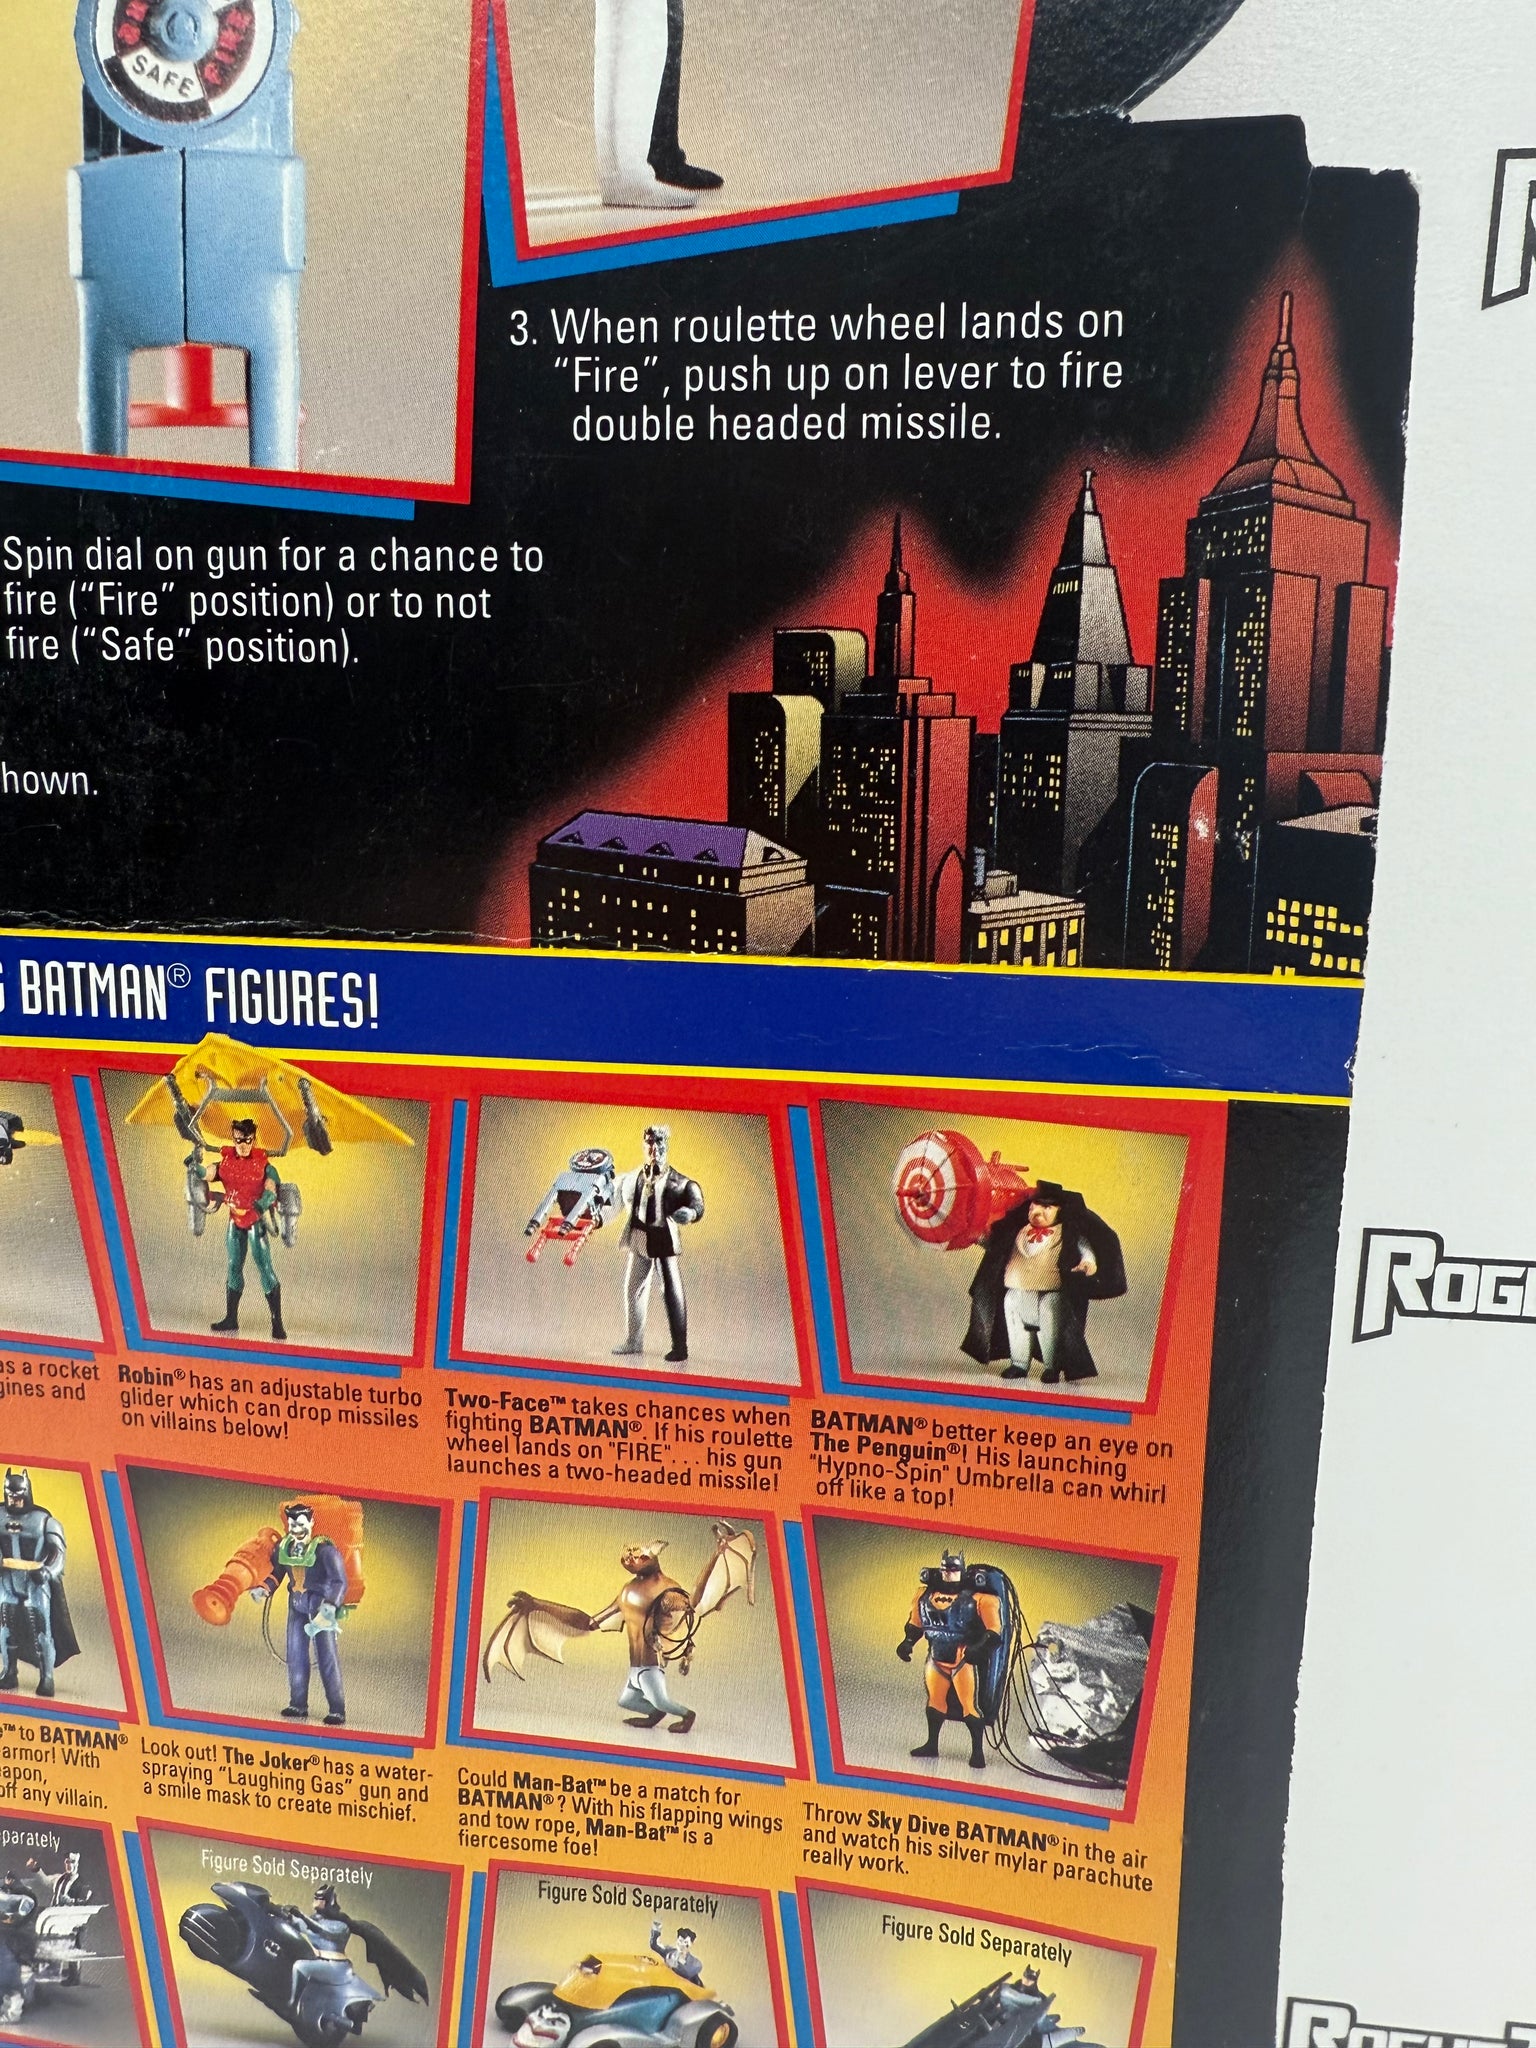 SAFE
FIRE
3. When roulette wheel lands on
“Fire”, push up on lever to fire
double headed missile.
Spin dial on gun for a chance to
fire (“Fire” position) or to not
fire (“Safe” position).
hown.
BATMAN® FIGURES!
as a rocket
gines and
Robin® has an adjustable turbo
glider which can drop missiles
on villains below!
Two-Face™ takes chances when
fighting BATMAN®. If his roulette
wheel lands on "FIRE"... his gun
launches a two-headed missile!
BATMAN® better keep an eye on
The Penguin®! His launching
"Hypno-Spin" Umbrella can whirl
off like a top!
™ to BATMAN®
armor! With
apon,
off any villain.
Look out! The Joker® has a water-
spraying “Laughing Gas” gun and
a smile mask to create mischief.
Could Man-Bat™ be a match for
BATMAN®? With his flapping wings
and tow rope, Man-Bat™ is a
fiercesome foe!
Throw Sky Dive BATMAN® in the air
and watch his silver mylar parachute
really work.
parately
Figure Sold Separately
Figure Sold Separately
Figure Sold Separately
ROG